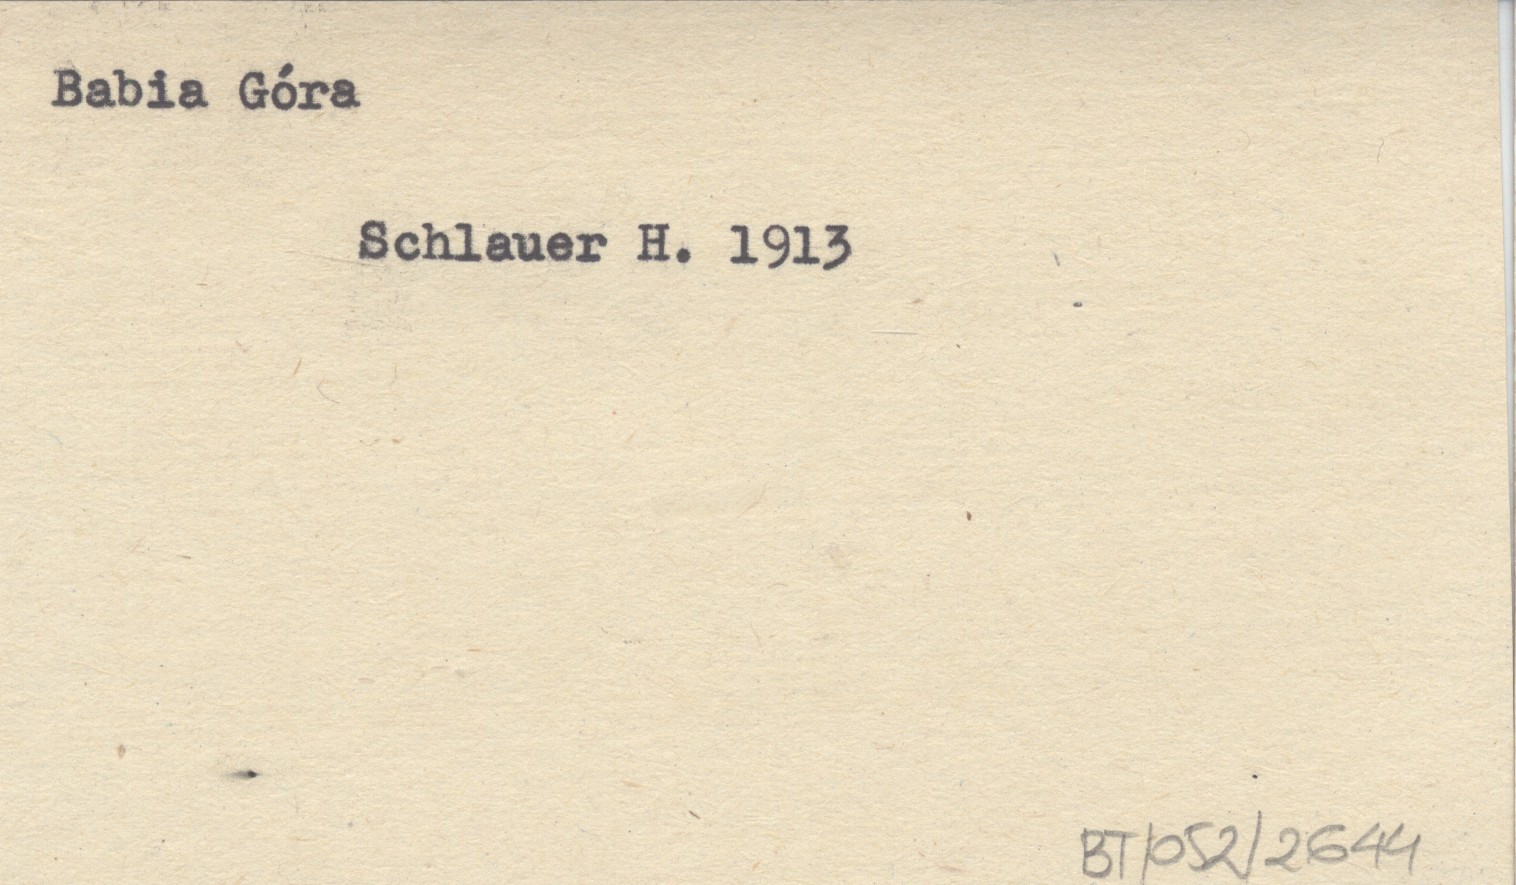 Babia Góra
Schlauer H. 1913
BT/052/2644